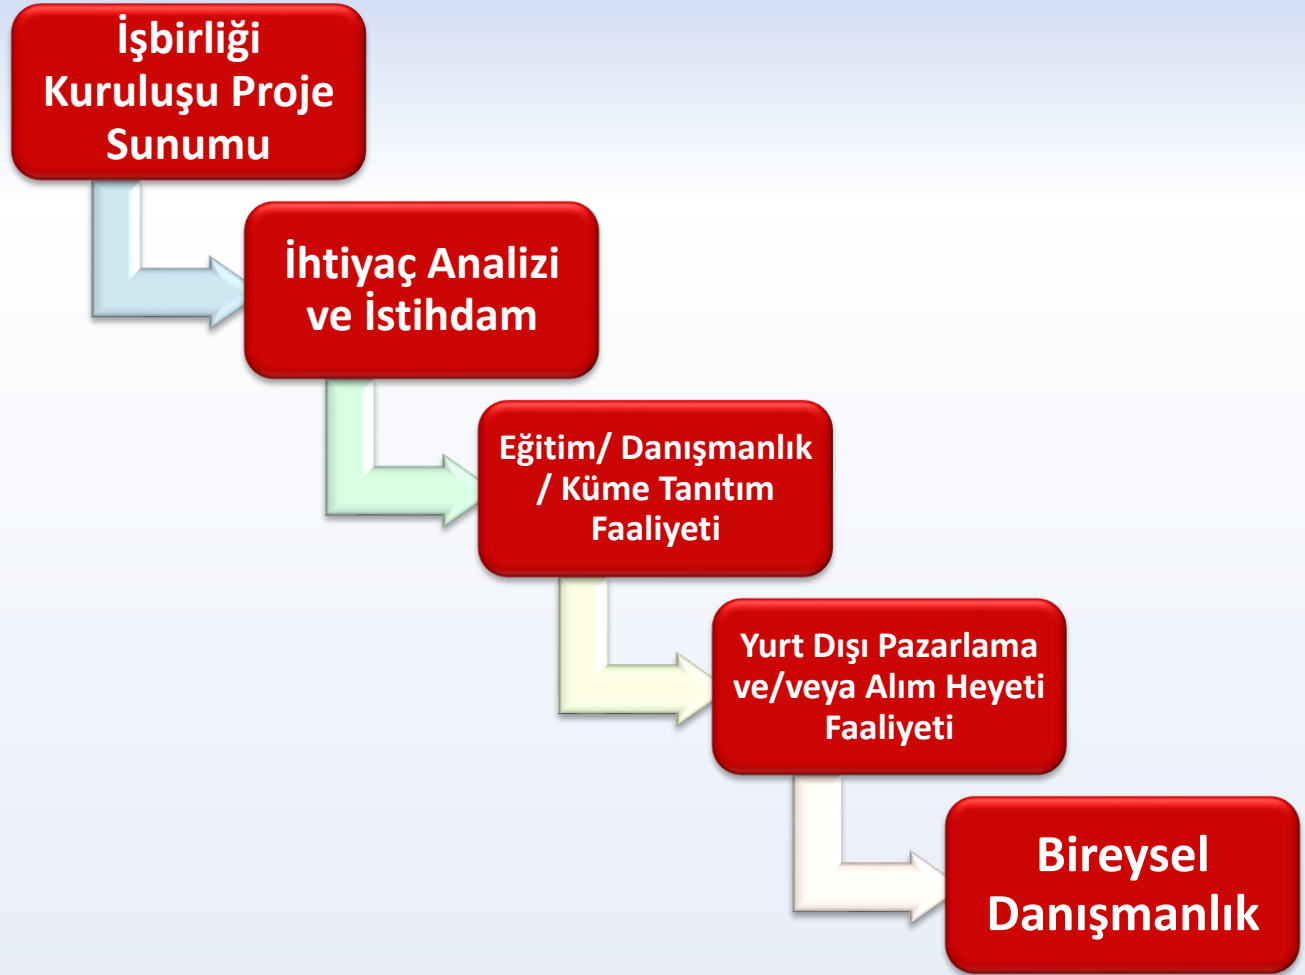 İşbirliği
Kuruluşu Proje
Sunumu
İhtiyaç Analizi
ve İstihdam
Eğitim/ Danışmanlık
/ Küme Tanıtım
Faaliyeti
Yurt Dışı Pazarlama
ve/veya Alım Heyeti
Faaliyeti
Bireysel
Danışmanlık